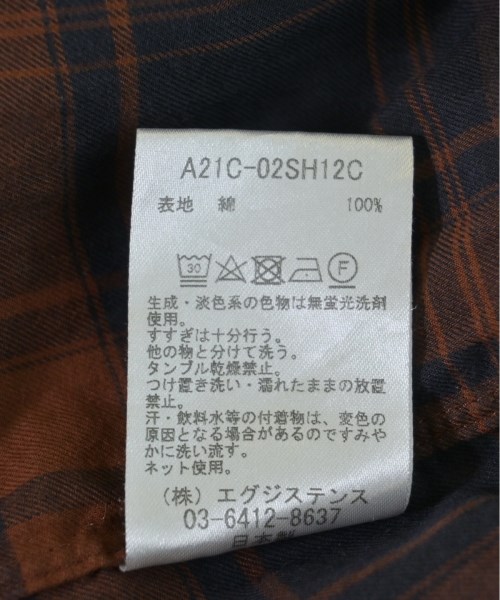 A21C-02SH12C
表地 綿 100%
30 F
生成・淡色系の色物は無蛍光洗剤
使用。
すすぎは十分行う。
他の物と分けて洗う。
タンブル乾燥禁止。
つけ置き洗い・濡れたままの放置
禁止。
汗・飲料水等の付着物は、変色の
原因となる場合があるのですみや
かに洗い流す。
ネット使用。
(株) エグジステンス
03-6412-8637
日本製